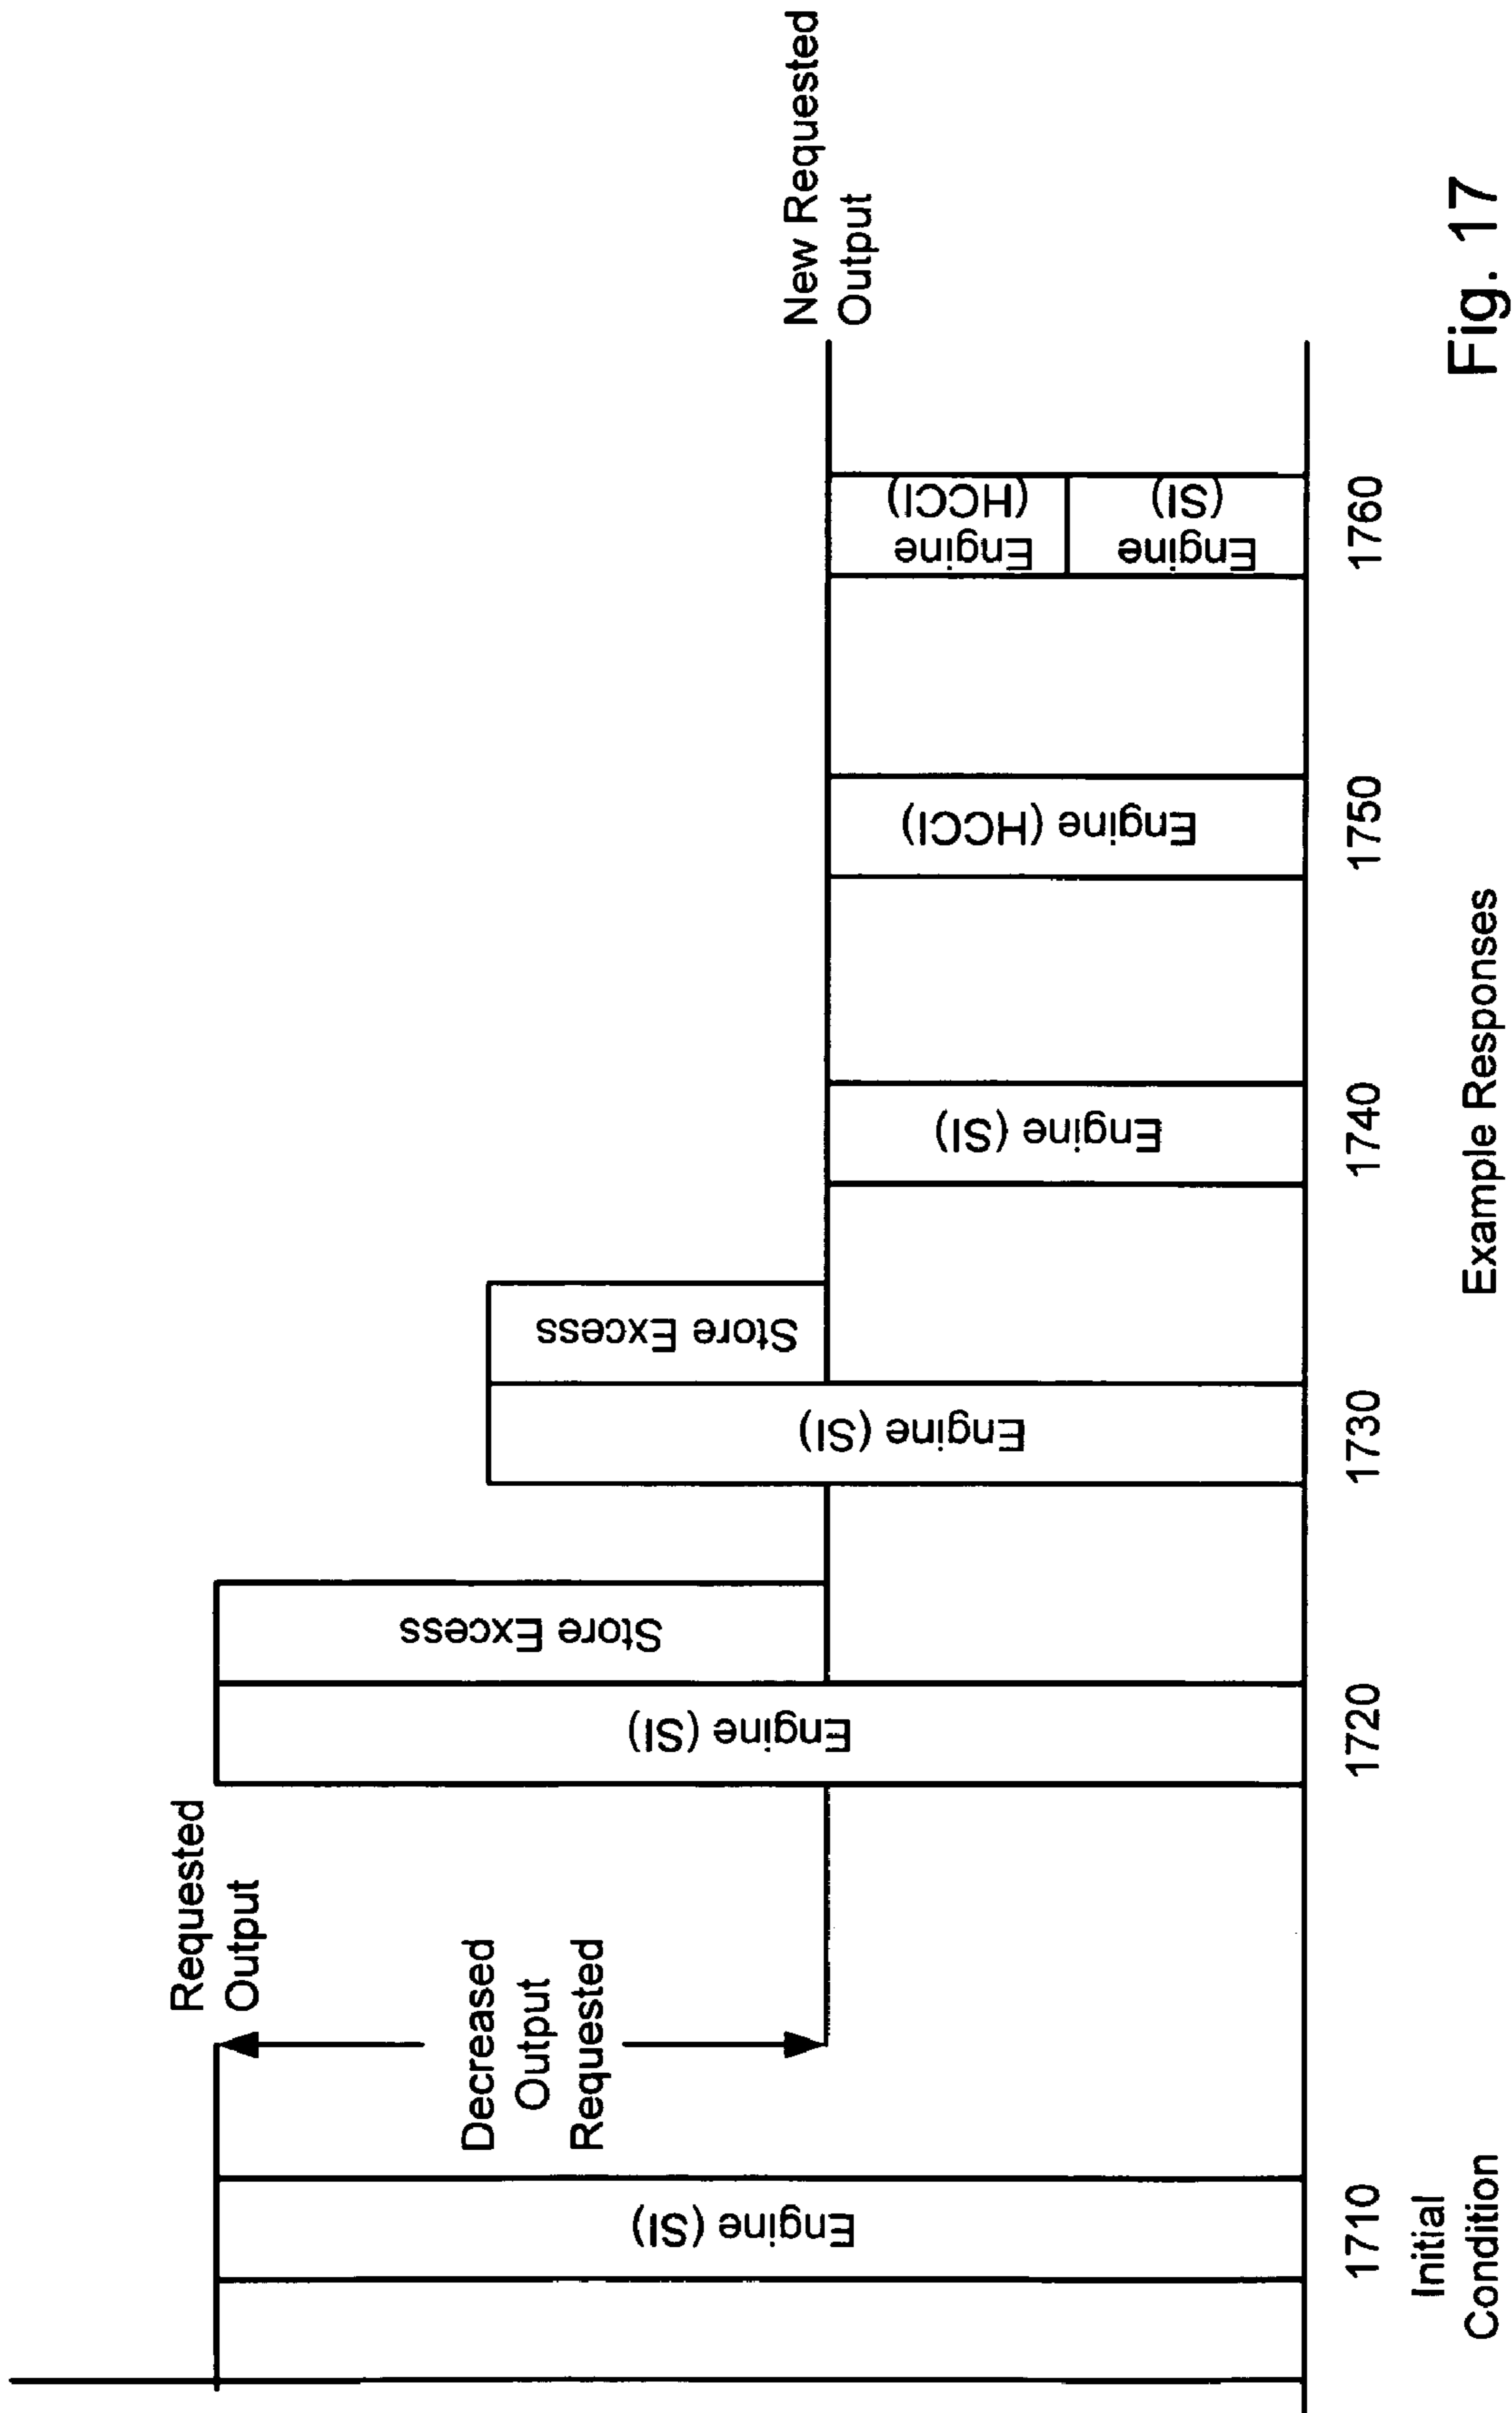 Requested
Output
Decreased
Output
Requested
New Requested
Output
Engine (SI)
Engine (SI)
Store Excess
Engine (SI)
Store Excess
Engine (SI)
Engine (HCCI)
Engine
(HCCI)
Engine
(SI)
1710
1720
1730
1740
1750
1760
Initial
Condition
Example Responses
Fig. 17